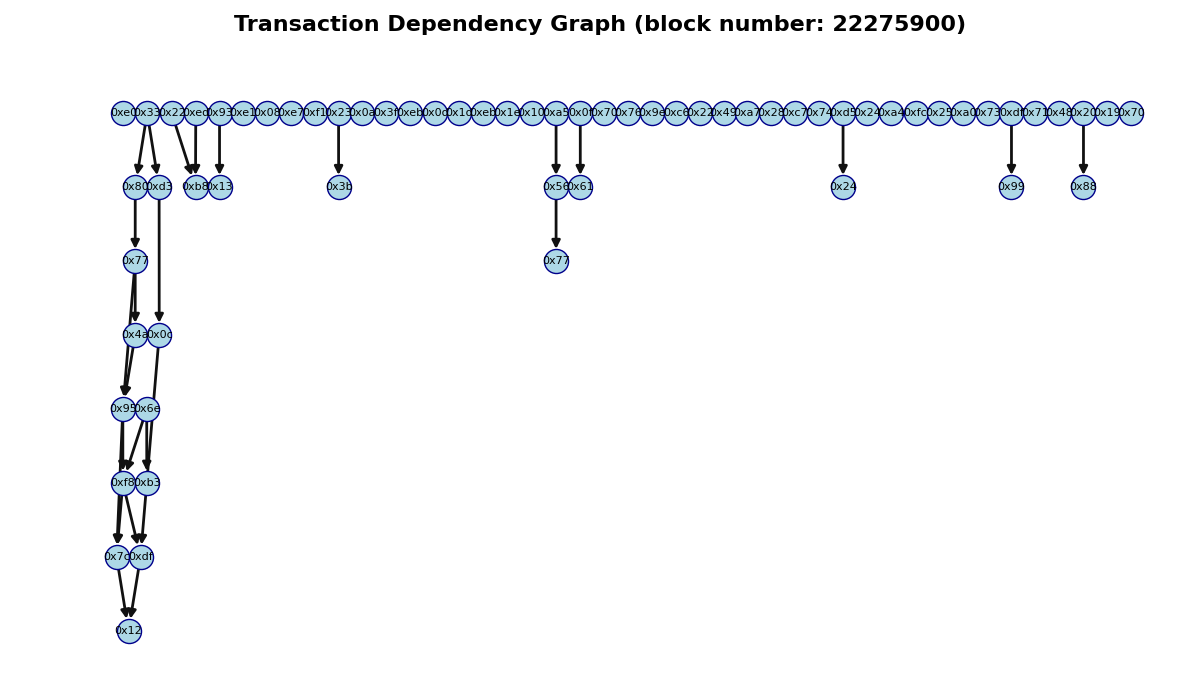 Transaction Dependency Graph (block number: 22275900)
0xe0 0x33 0x22 0xed 0x93 0xe1 0x08 0xe7 0xf1 0x23 0x0a 0x3f 0xeb 0x0c 0x1c 0xeb 0x1e 0x10 0xa5 0x0f 0x70 0x76 0x9e 0xc6 0x22 0x49 0xa7 0x28 0xc7 0x74 0xd5 0x24 0xa4 0xfc 0x25 0xa0 0x73 0xdf 0x71 0x48 0x20 0x19 0x70
0x80 0xd3 0xb8 0x13 0x3b 0x56 0x61 0x24 0x99 0x88
0x77 0x77
0x4a 0x0c
0x95 0x6e
0xf8 0xb3
0xdf
0x12